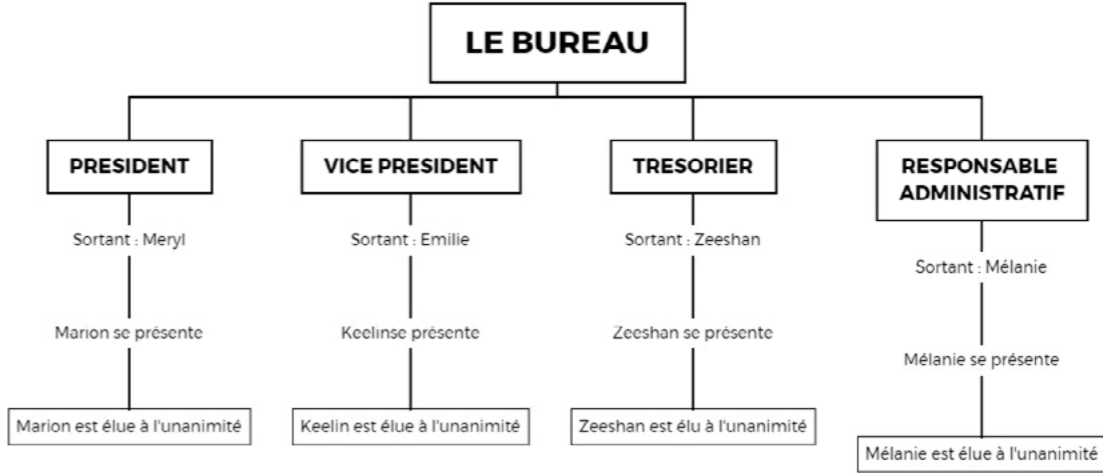 LE BUREAU
PRESIDENT
VICE PRESIDENT
TRESORIER
RESPONSABLE
ADMINISTRATIF
Sortant : Meryl
Sortant : Emilie
Sortant : Zeeshan
Sortant : Mélanie
Marion se présente
Keelinse présente
Zeeshan se présente
Mélanie se présente
Marion est élue à l'unanimité
Keelin est élue à l'unanimité
Zeeshan est élu à l'unanimité
Mélanie est élue à l'unanimité